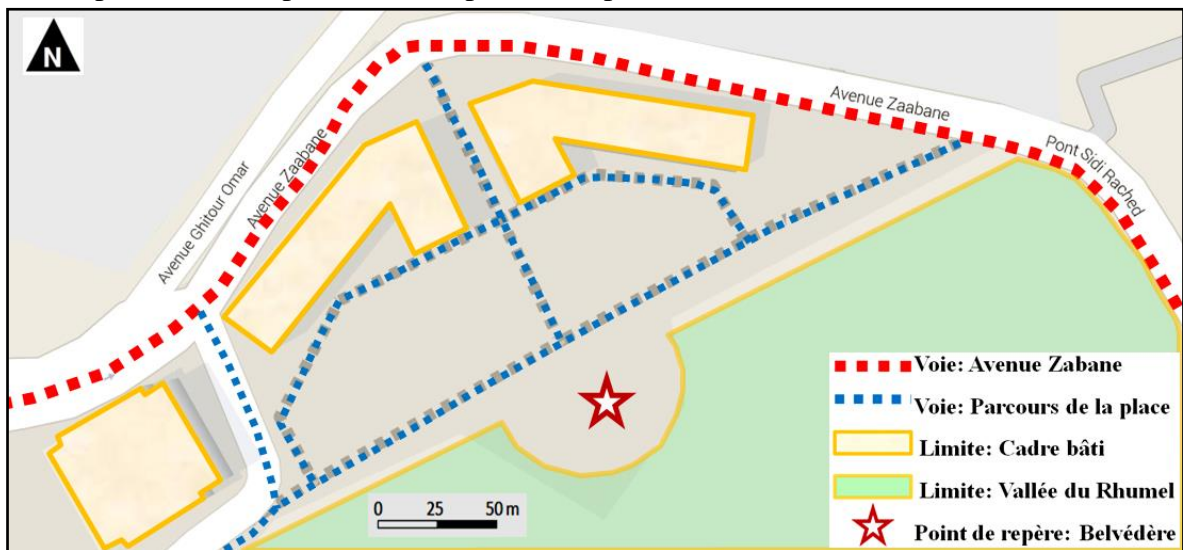 N
Avenue Ghitour Omar
Avenue Zaabane
Avenue Zaabane
Pont Sidi Rached
Voie: Avenue Zabane
Voie: Parcours de la place
Limite: Cadre bâti
Limite: Vallée du Rhumel
Point de repère: Belvédère
0 25 50 m